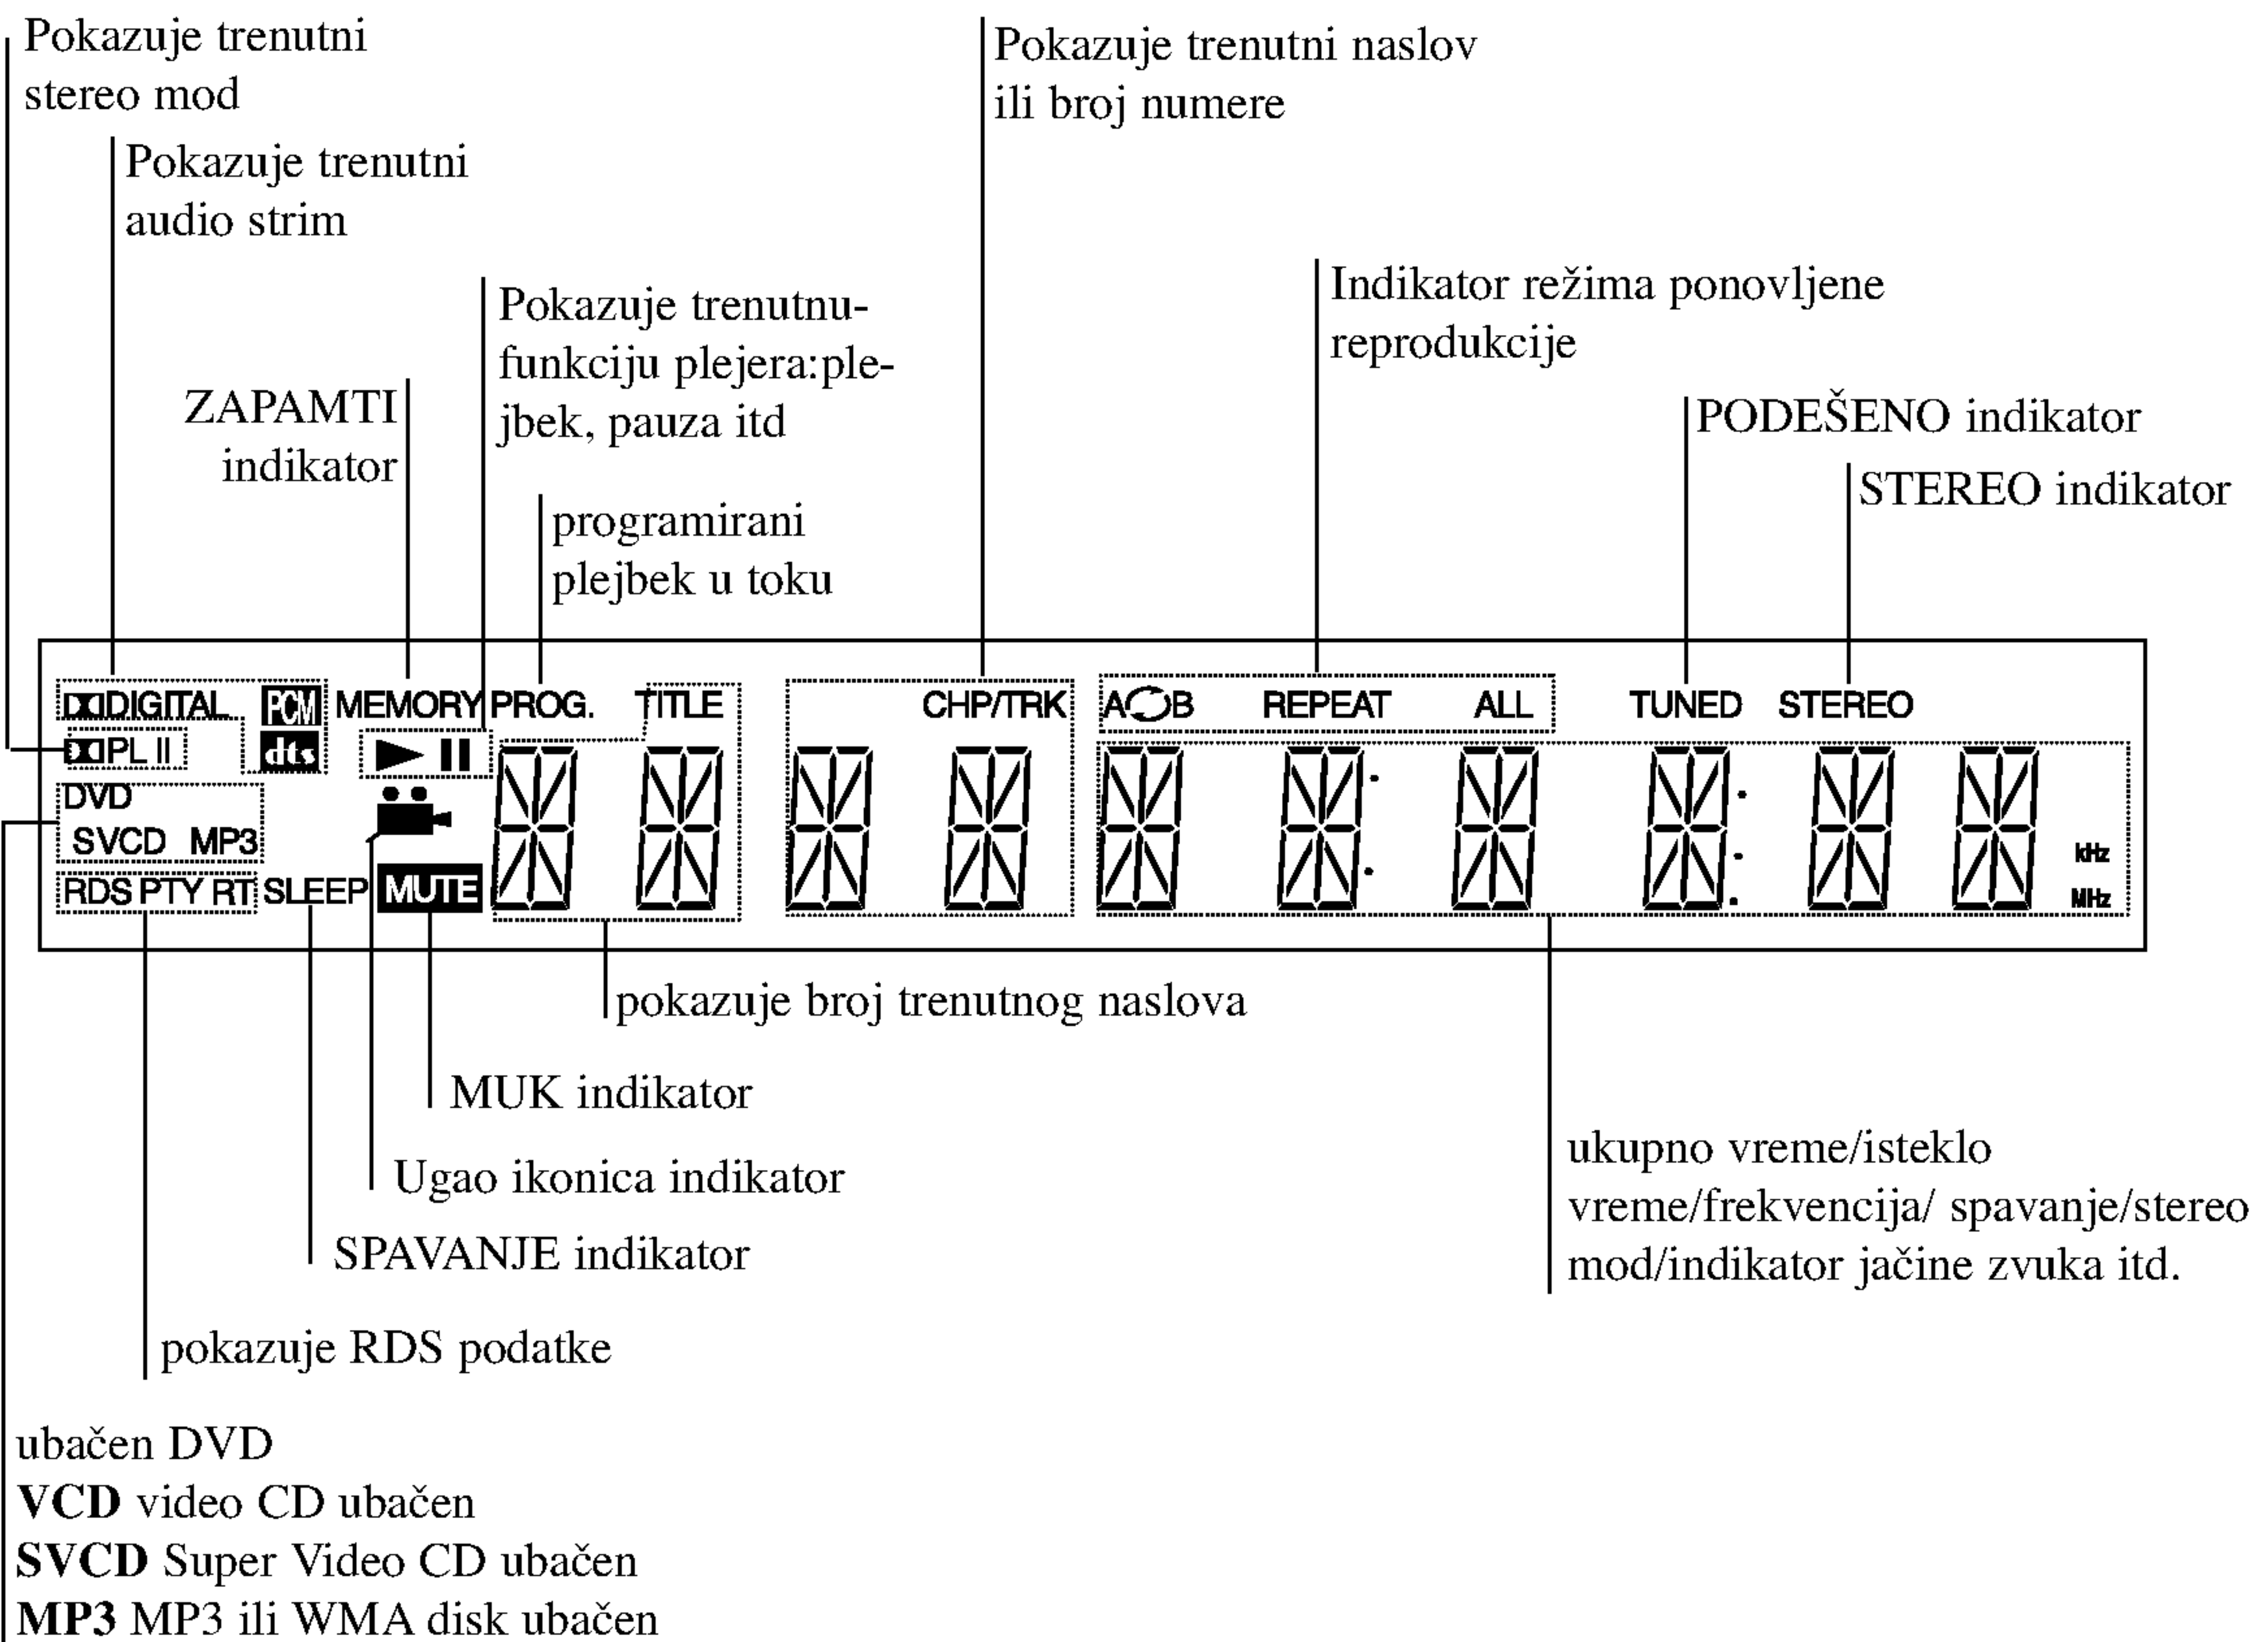 Pokazuje trenutni
stereo mod
Pokazuje trenutni
audio strim
Pokazuje trenutni naslov
ili broj numere
Pokazuje trenutnu-
funkciju plejera:ple-
jbek, pauza itd
Indikator režima ponovljene
reprodukcije
ZAPAMTI
indikator
PODEŠENO indikator
STEREO indikator
programirani
plejbek u toku
DIGITAL PCM MEMORY PROG. TITLE CHP/TRK A B REPEAT ALL TUNED STEREO
PL II dts
DVD
SVCD MP3
kHz
RDS PTY RT SLEEP MUTE
MHz
pokazuje broj trenutnog naslova
MUK indikator
Ugao ikonica indikator
SPAVANJE indikator
ukupno vreme/isteklo
vreme/frekvencija/ spavanje/stereo
mod/indikator jačine zvuka itd.
pokazuje RDS podatke
ubačen DVD
VCD video CD ubačen
SVCD Super Video CD ubačen
MP3 MP3 ili WMA disk ubačen